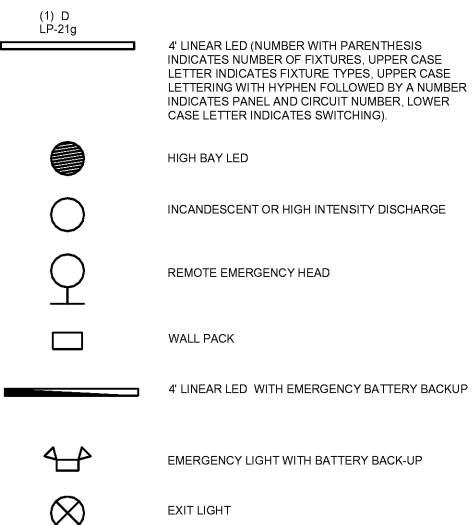 (1) D
LP-21g
4' LINEAR LED (NUMBER WITH PARENTHESIS
INDICATES NUMBER OF FIXTURES, UPPER CASE
LETTER INDICATES FIXTURE TYPES, UPPER CASE
LETTERING WITH HYPHEN FOLLOWED BY A NUMBER
INDICATES PANEL AND CIRCUIT NUMBER, LOWER
CASE LETTER INDICATES SWITCHING).
HIGH BAY LED
INCANDESCENT OR HIGH INTENSITY DISCHARGE
REMOTE EMERGENCY HEAD
WALL PACK
4' LINEAR LED WITH EMERGENCY BATTERY BACKUP
EMERGENCY LIGHT WITH BATTERY BACK-UP
EXIT LIGHT